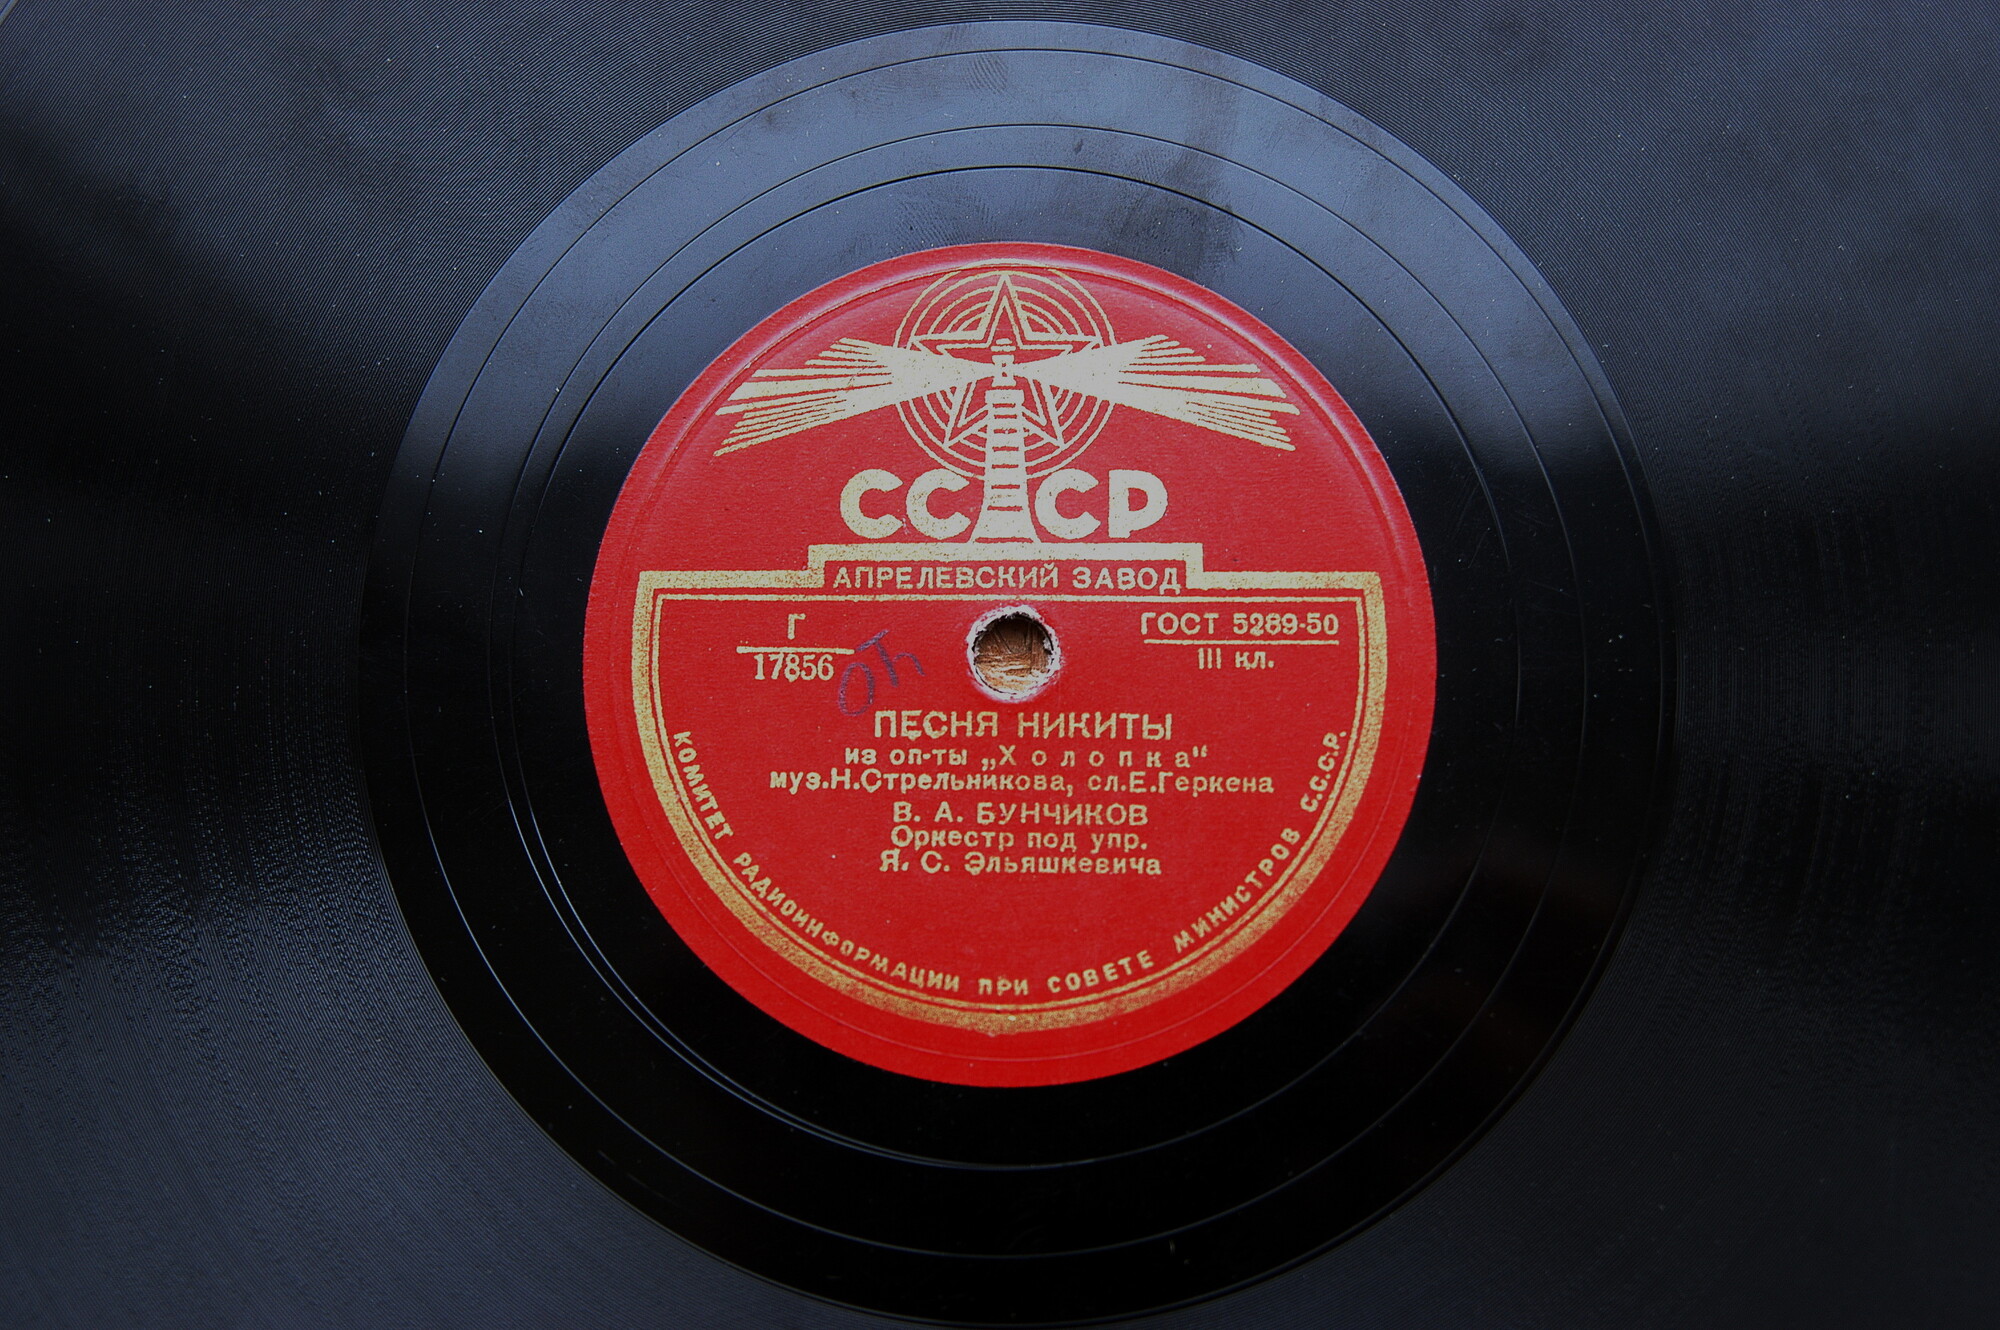 СССР
АПРЕЛЕВСКИЙ ЗАВОД
Г
17856
ГОСТ 5289-50
III кл.
ПЕСНЯ НИКИТЫ
из оп-ты „Холопка“
муз.Н.Стрельникова, сл.Е.Геркена
В. А. БУНЧИКОВ
Оркестр под упр.
Я. С. Эльяшкевича
КОМИТЕТ РАДИОИНФОРМАЦИИ ПРИ СОВЕТЕ МИНИСТРОВ С.С.С.Р.